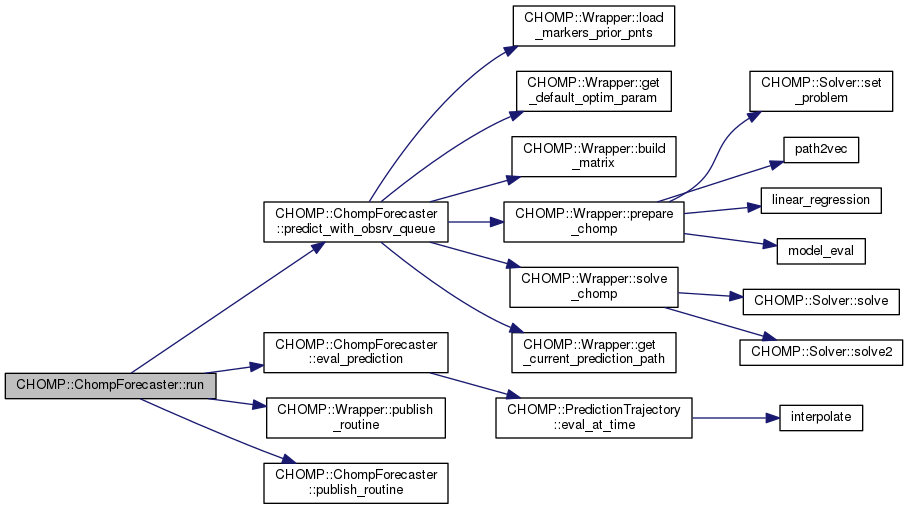 CHOMP::Wrapper::load
_markers_prior_pnts
CHOMP::Wrapper::get
_default_optim_param
CHOMP::Solver::set
_problem
CHOMP::Wrapper::build
_matrix
path2vec
CHOMP::ChompForecaster
::predict_with_obsrv_queue
CHOMP::Wrapper::prepare
_chomp
linear_regression
model_eval
CHOMP::Wrapper::solve
_chomp
CHOMP::Solver::solve
CHOMP::Solver::solve2
CHOMP::ChompForecaster
::eval_prediction
CHOMP::Wrapper::get
_current_prediction_path
CHOMP::ChompForecaster::run
CHOMP::Wrapper::publish
_routine
CHOMP::PredictionTrajectory
::eval_at_time
interpolate
CHOMP::ChompForecaster
::publish_routine